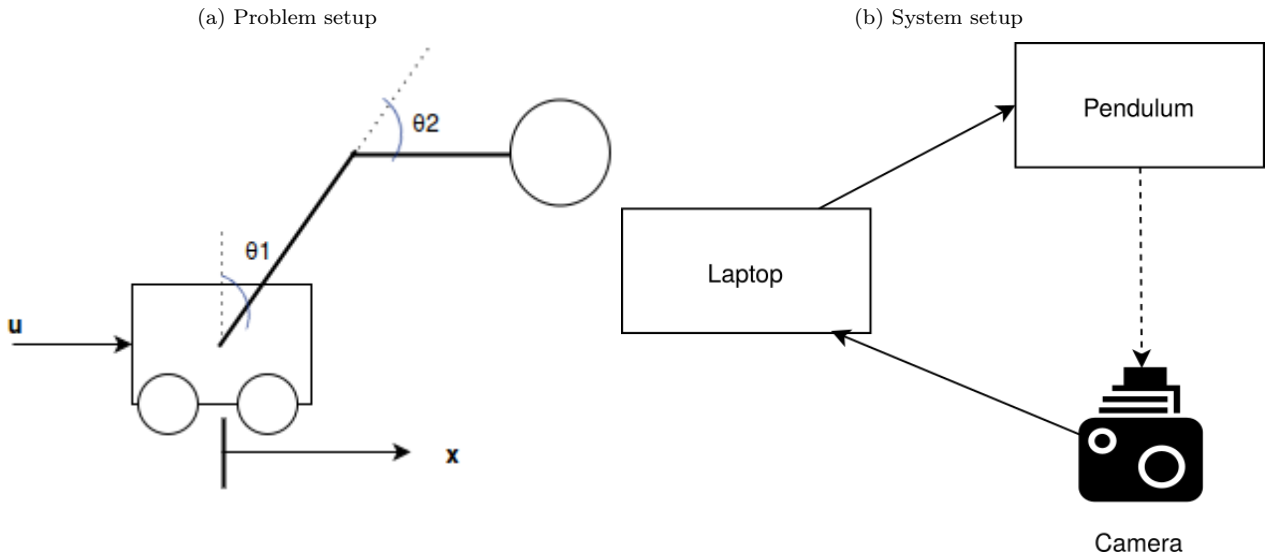 (a) Problem setup
(b) System setup
θ2
θ1
u
x
Pendulum
Laptop
Camera